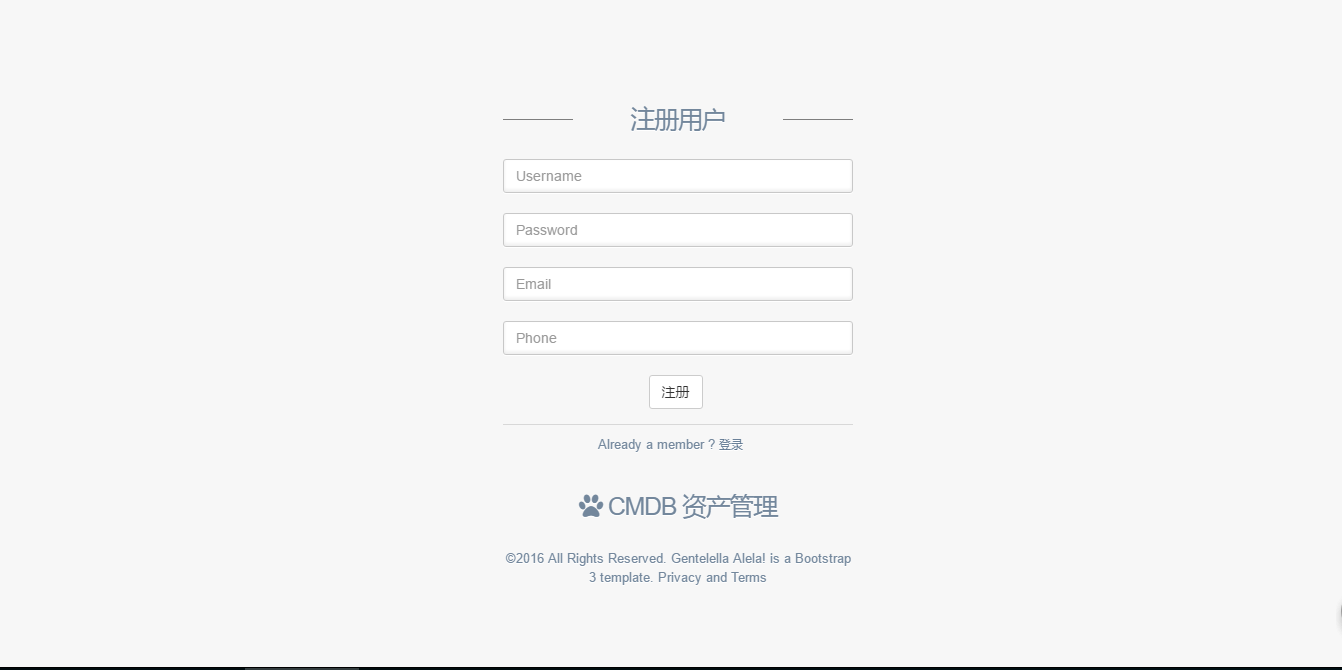 注册用户
Username
Password
Email
Phone
注册
Already a member ? 登录
CMDB 资产管理
©2016 All Rights Reserved. Gentelella Alela! is a Bootstrap
3 template. Privacy and Terms